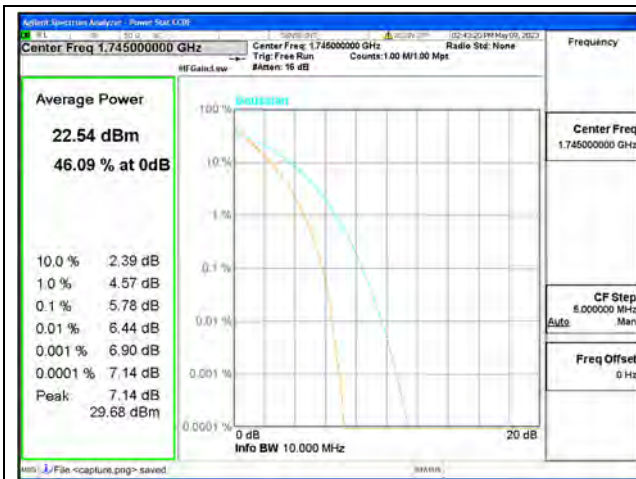 Agilent Spectrum Analyzer - Power Stat CCDF
Center Freq 1.745000000 GHz
Center Freq: 1.745000000 GHz
Trig: Free Run
Counts:1.00 M/1.00 Mpt
#IFGain:Low
#Atten: 16 dB
02:43:20 PM May 09, 2023
Radio Std: None
Frequency
Average Power
22.54 dBm
46.09 % at 0dB
10.0 % 2.39 dB
1.0 % 4.57 dB
0.1 % 5.78 dB
0.01 % 6.44 dB
0.001 % 6.90 dB
0.0001 % 7.14 dB
Peak 7.14 dB
29.68 dBm
Gaussian
100 %
10 %
1 %
0.1 %
0.01 %
0.001 %
0.0001 %
0 dB
20 dB
Info BW 10.000 MHz
Center Freq
1.745000000 GHz
CF Step
5.000000 MHz
Auto Man
Freq Offset
0 Hz
MSG File <capture.png> saved
STATUS